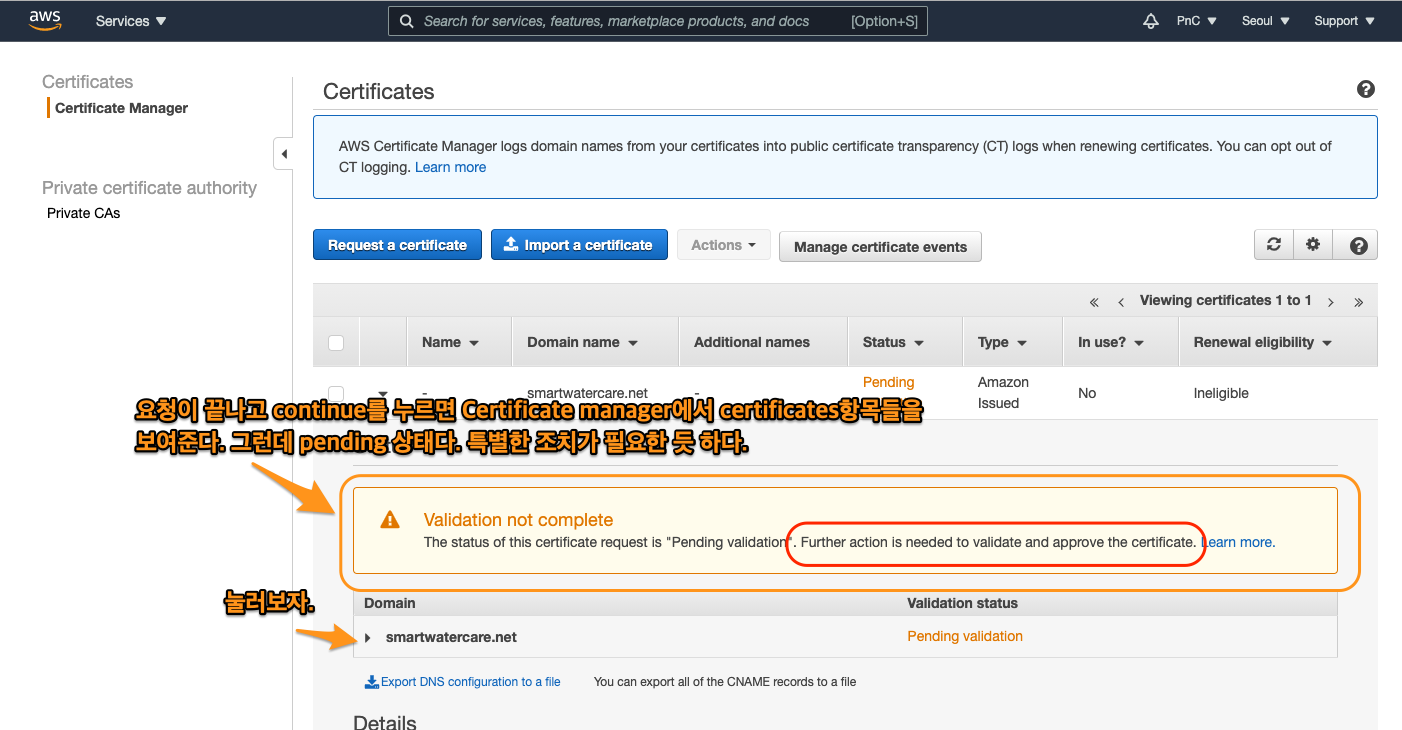 aws
Services
Search for services, features, marketplace products, and docs [Option+S]
PnC
Seoul
Support
Certificates
Certificate Manager
Private certificate authority
Private CAs
Certificates
AWS Certificate Manager logs domain names from your certificates into public certificate transparency (CT) logs when renewing certificates. You can opt out of
CT logging. Learn more
Request a certificate
Import a certificate
Actions
Manage certificate events
« ‹ Viewing certificates 1 to 1 › »
Name Domain name Additional names Status Type In use? Renewal eligibility
- smartwatercare.net - Pending Amazon No Ineligible
Issued
요청이 끝나고 continue를 누르면 Certificate manager에서 certificates항목들을
보여준다. 그런데 pending 상태다. 특별한 조치가 필요한 듯 하다.
Validation not complete
The status of this certificate request is "Pending validation". Further action is needed to validate and approve the certificate. Learn more.
눌러보자.
Domain Validation status
smartwatercare.net Pending validation
Export DNS configuration to a file You can export all of the CNAME records to a file
Details